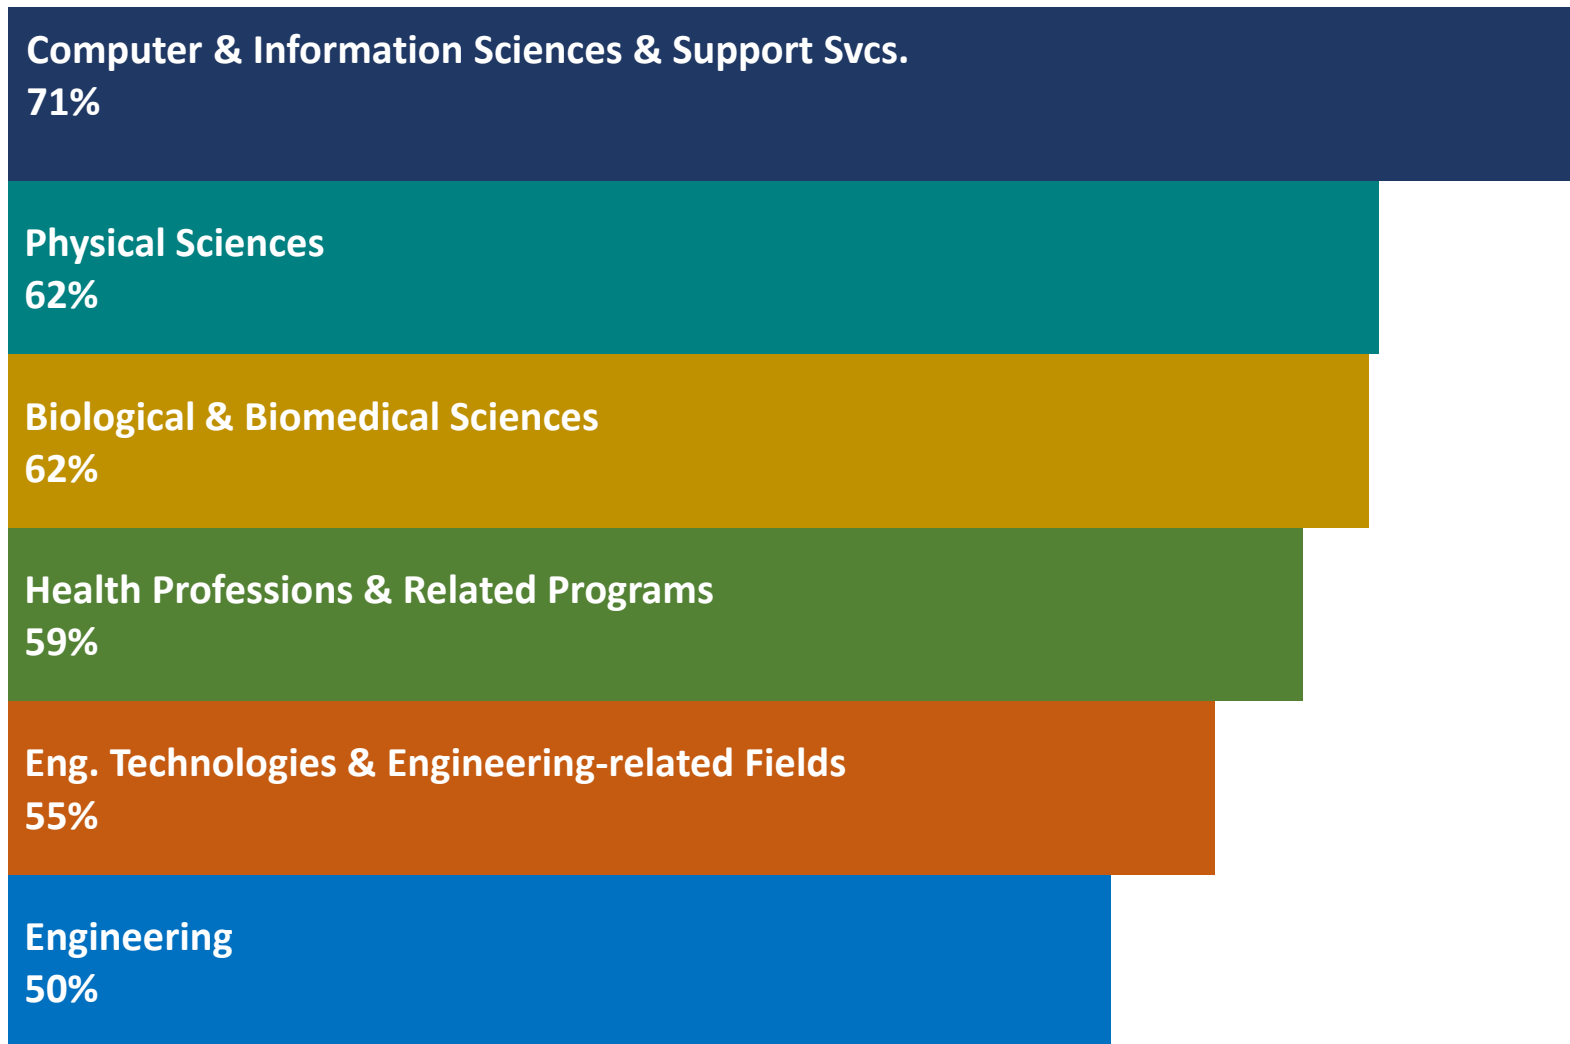 Computer & Information Sciences & Support Svcs.
71%
Physical Sciences
62%
Biological & Biomedical Sciences
62%
Health Professions & Related Programs
59%
Eng. Technologies & Engineering-related Fields
55%
Engineering
50%